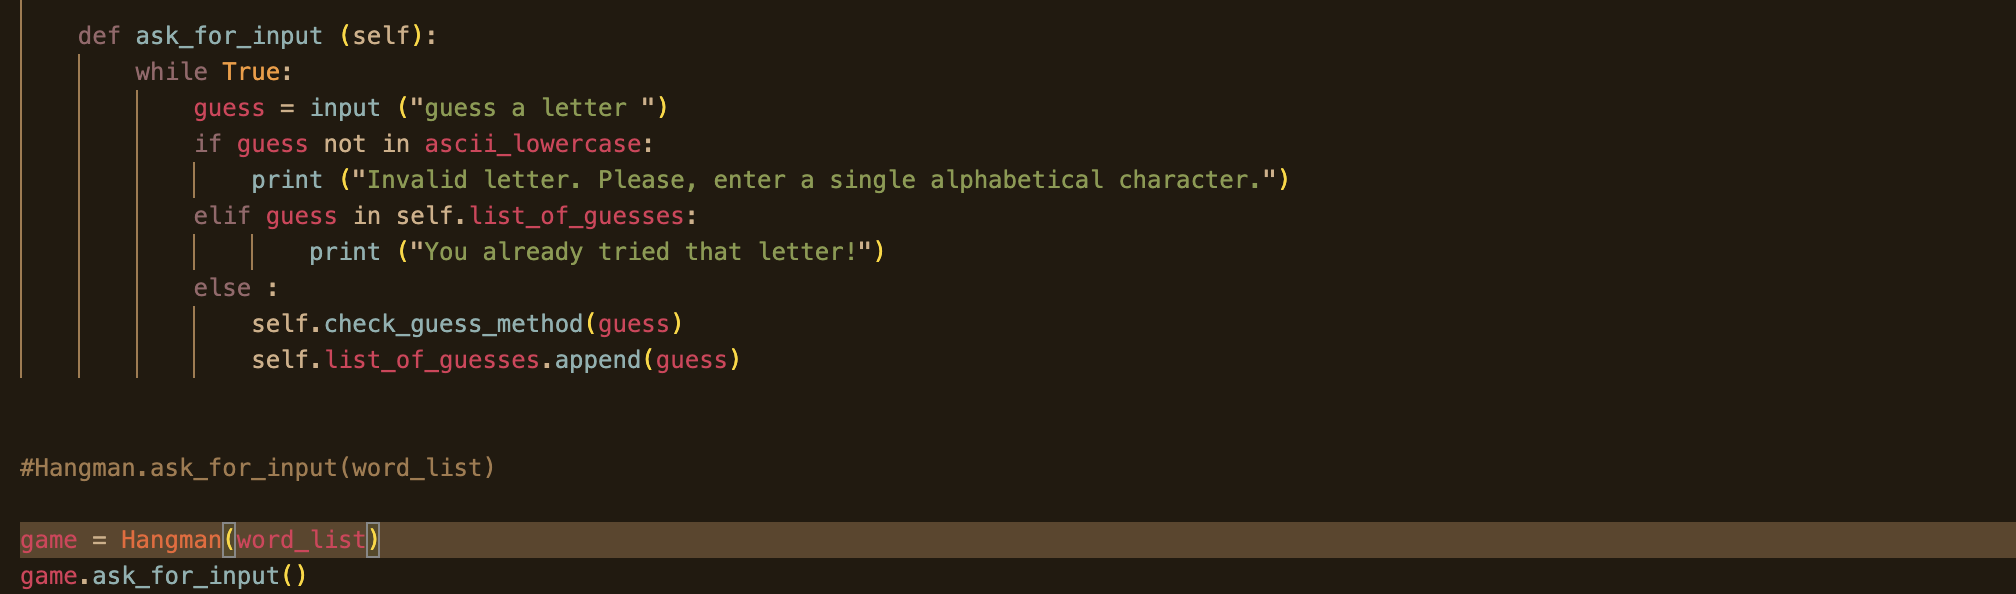 def ask_for_input (self):
while True:
guess = input ("guess a letter ")
if guess not in ascii_lowercase:
print ("Invalid letter. Please, enter a single alphabetical character.")
elif guess in self.list_of_guesses:
print ("You already tried that letter!")
else :
self.check_guess_method(guess)
self.list_of_guesses.append(guess)
#Hangman.ask_for_input(word_list)
game = Hangman(word_list)
game.ask_for_input()